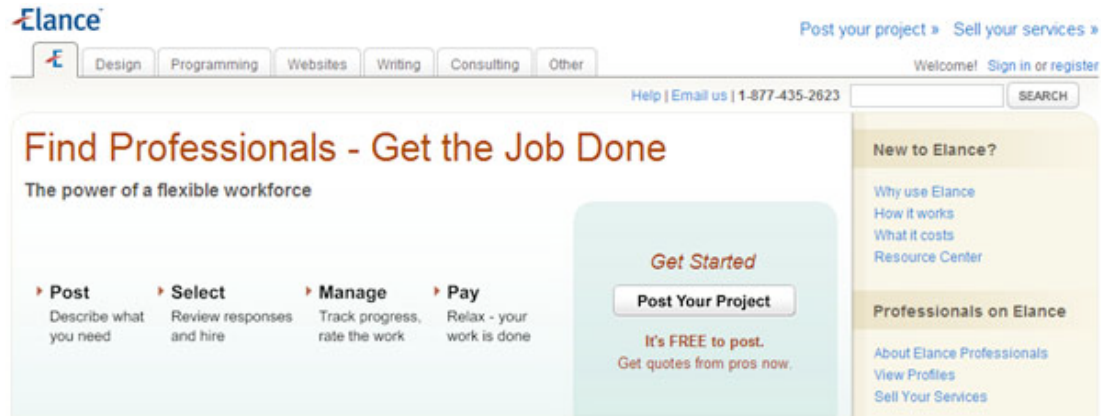 Elance
Post your project » Sell your services »
Design Programming Websites Writing Consulting Other
Welcome! Sign in or register
Help | Email us | 1-877-435-2623
SEARCH
Find Professionals - Get the Job Done
The power of a flexible workforce
Post
Describe what
you need
Select
Review responses
and hire
Manage
Track progress,
rate the work
Pay
Relax - your
work is done
Get Started
Post Your Project
It's FREE to post.
Get quotes from pros now.
New to Elance?
Why use Elance
How it works
What it costs
Resource Center
Professionals on Elance
About Elance Professionals
View Profiles
Sell Your Services